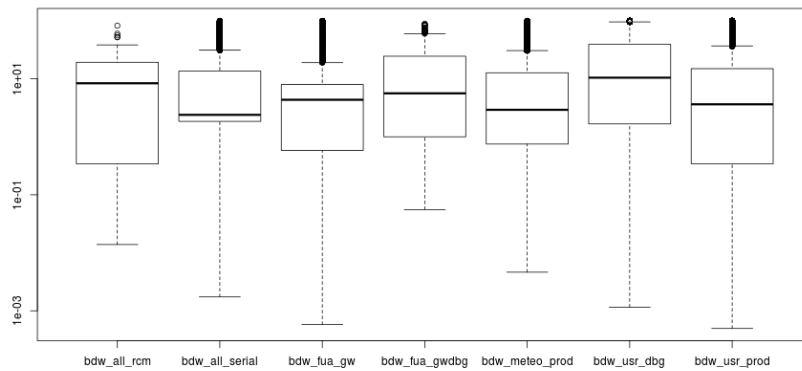 1e+01
1e-01
1e-03
bdw_all_rcm bdw_all_serial bdw_fua_gw bdw_fua_gwdbg bdw_meteo_prod bdw_usr_dbg bdw_usr_prod